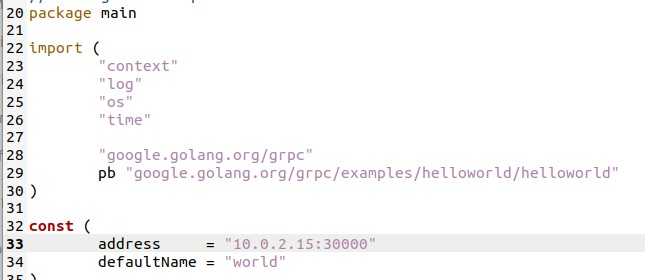 20 package main
21
22 import (
23 "context"
24 "log"
25 "os"
26 "time"
27
28 "google.golang.org/grpc"
29 pb "google.golang.org/grpc/examples/helloworld/helloworld"
30 )
31
32 const (
33 address = "10.0.2.15:30000"
34 defaultName = "world"
35 )